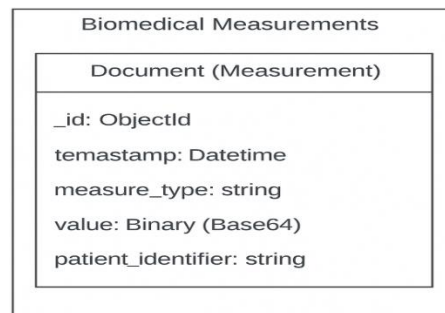 Biomedical Measurements
Document (Measurement)
_id: ObjectId
temastamp: Datetime
measure_type: string
value: Binary (Base64)
patient_identifier: string